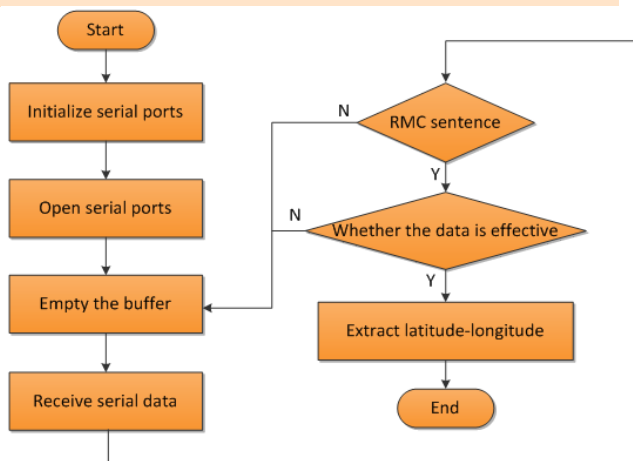 Start
Initialize serial ports
Open serial ports
Empty the buffer
Receive serial data
RMC sentence
N
Y
Whether the data is effective
N
Y
Extract latitude-longitude
End